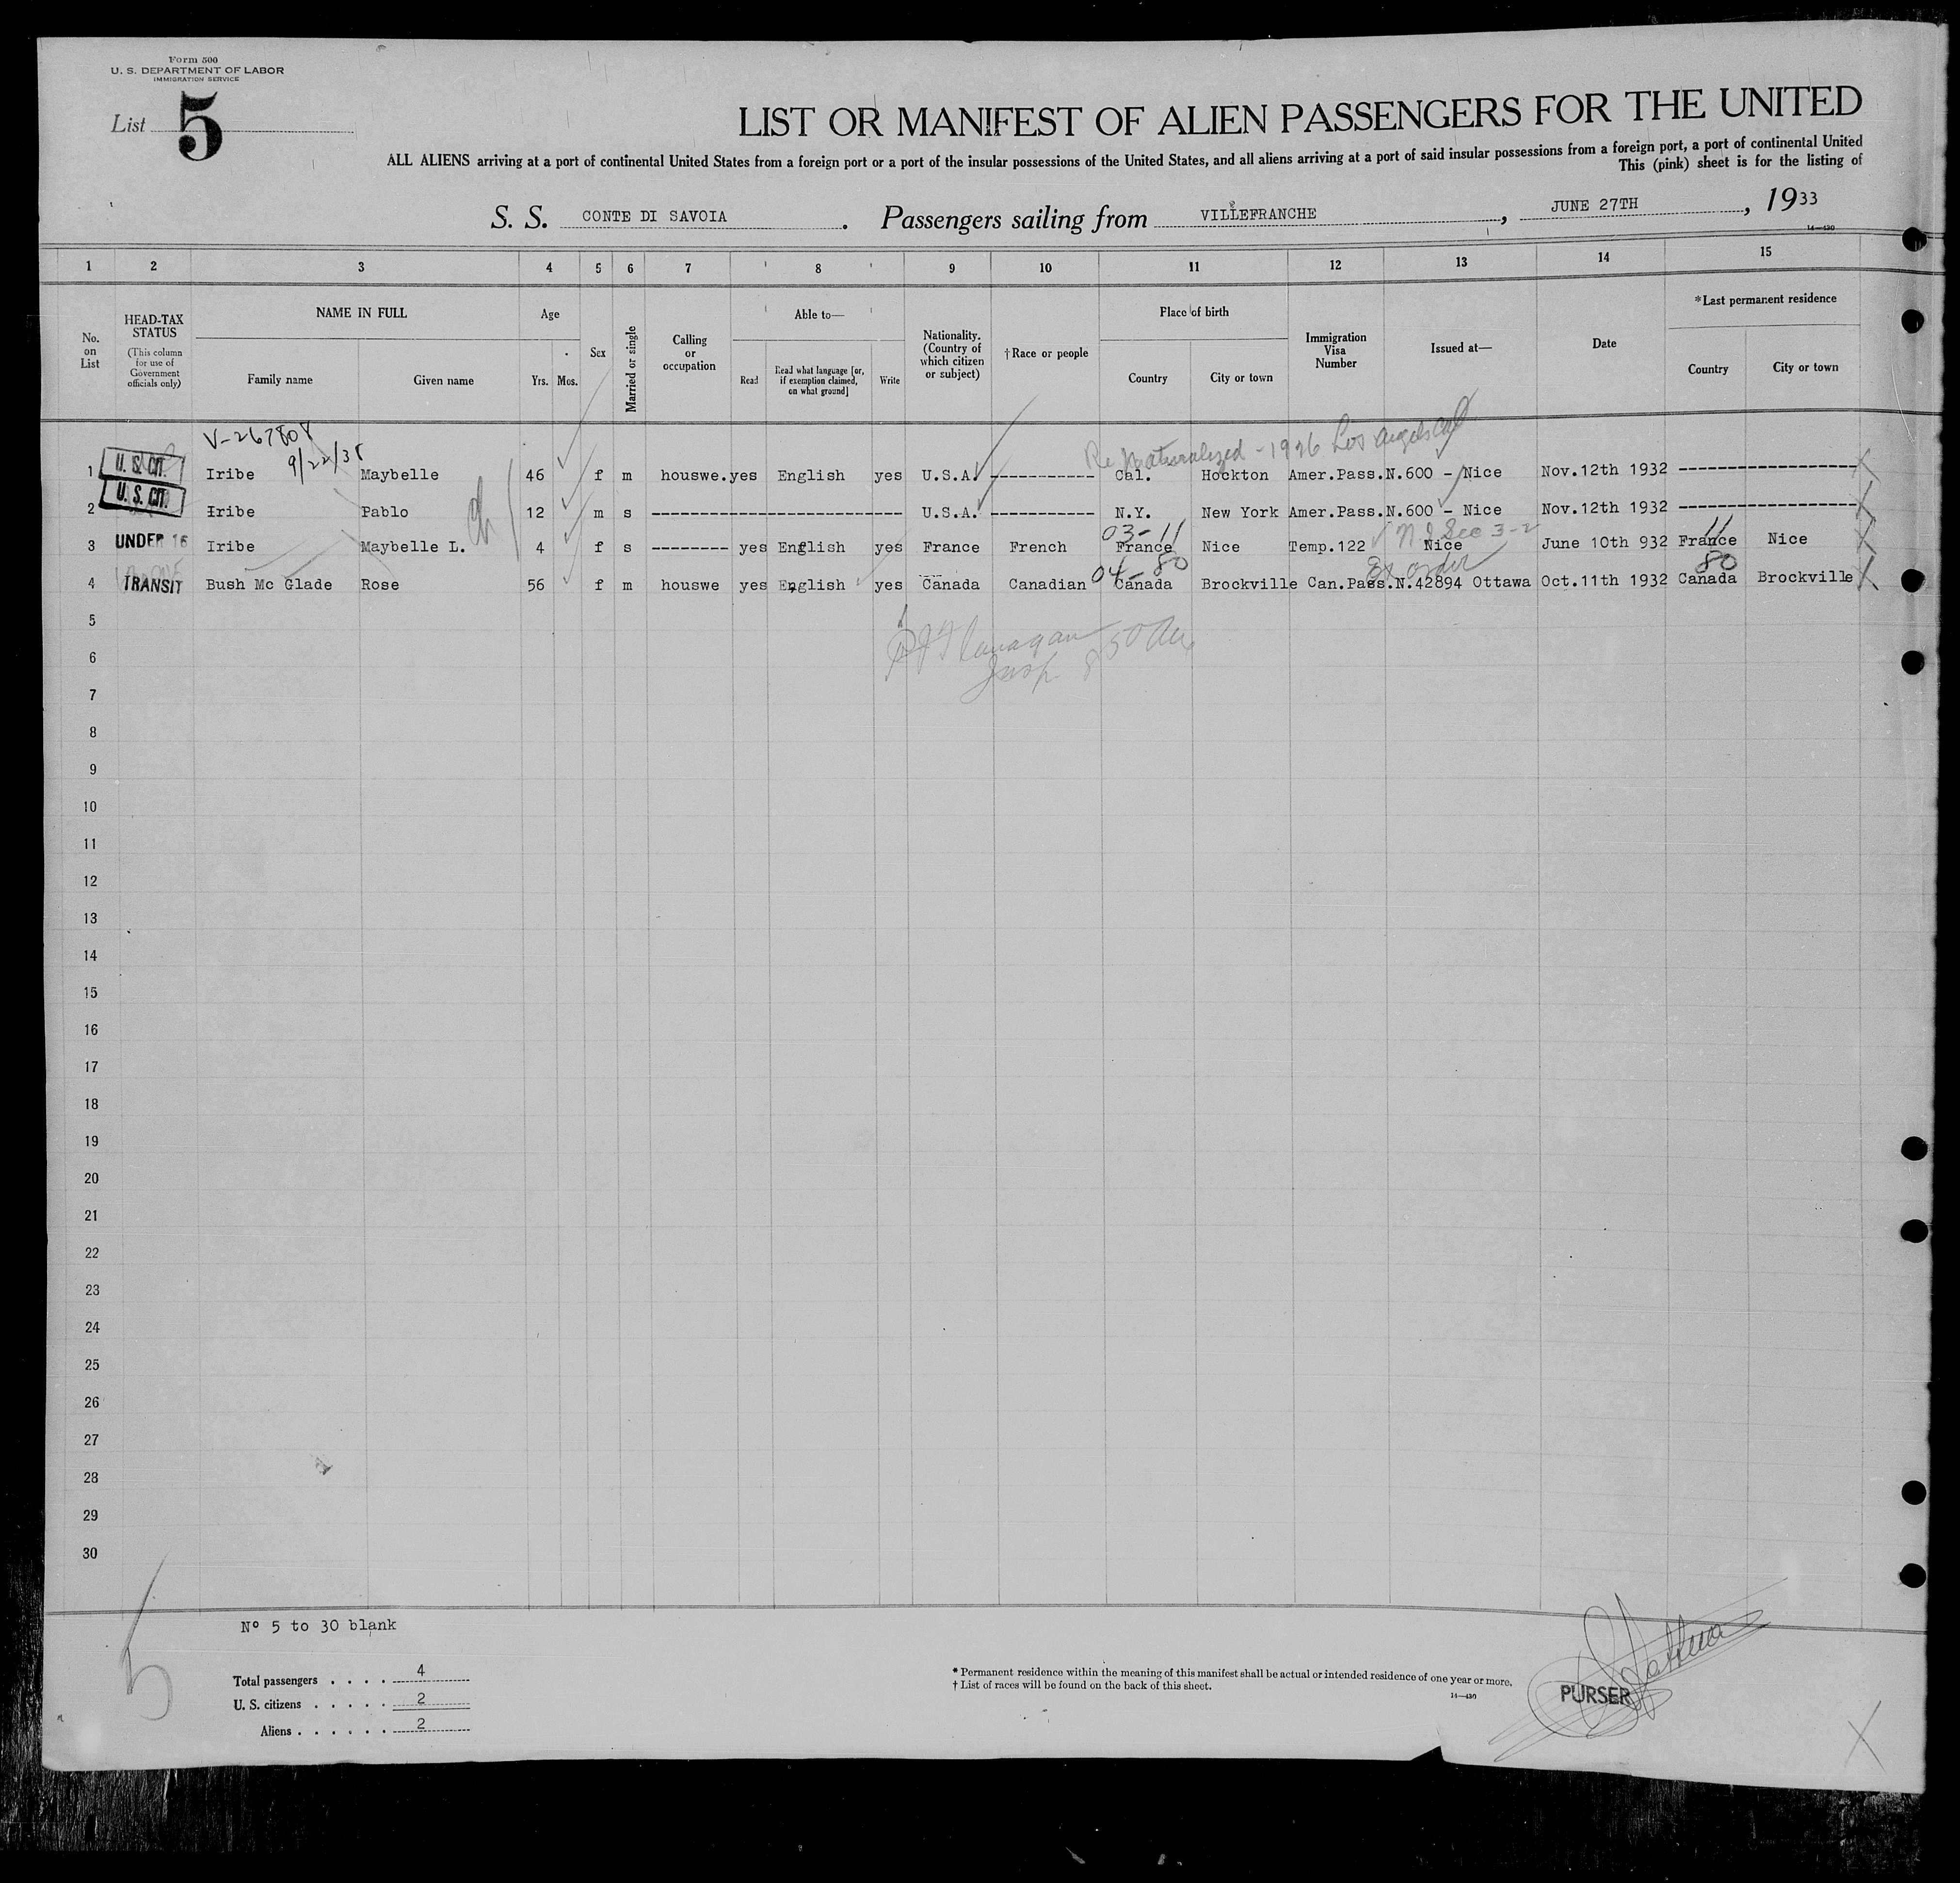 Form 500
U. S. DEPARTMENT OF LABOR
IMMIGRATION SERVICE
List 5
LIST OR MANIFEST OF ALIEN PASSENGERS FOR THE UNITED
ALL ALIENS arriving at a port of continental United States from a foreign port or a port of the insular possessions of the United States, and all aliens arriving at a port of said insular possessions from a foreign port, a port of continental United
This (pink) sheet is for the listing of
S. S. CONTE DI SAVOIA. Passengers sailing from VILLEFRANCHE, JUNE 27TH, 1933
14—430
1 2 3 4 5 6 7 8 9 10 11 12 13 14 15
No. on List
HEAD-TAX STATUS
(This column for use of Government officials only)
NAME IN FULL
Family name Given name
Age
Yrs. Mos.
Sex
Married or single
Calling or occupation
Able to—
Read
Read what language [or, if exemption claimed, on what ground]
Write
Nationality. (Country of which citizen or subject)
†Race or people
Place of birth
Country City or town
Immigration Visa Number
Issued at—
Date
*Last permanent residence
Country City or town
V-267808
9/22/38
Re Naturalized - 1926 Los Angeles Cal
1 U. S. CIT. Iribe Maybelle 46 f m houswe. yes English yes U.S.A. ----------- Cal. Hockton Amer.Pass.N.600 - Nice Nov.12th 1932 ------------------
2 U. S. CIT. Iribe Pablo 12 m s ------------------------- U.S.A. ----------- N.Y. New York Amer.Pass.N.600 - Nice Nov.12th 1932 ------------------
03-11 N.I. Sec 3-2 11
3 UNDER 16 Iribe Maybelle L. 4 f s -------- yes English yes France French France Nice Temp.122 Nice June 10th 932 France Nice
04-80 Ex order 80
4 TRANSIT Bush Mc Glade Rose 56 f m houswe yes English yes Canada Canadian Canada Brockville Can.Pass.N.42894 Ottawa Oct.11th 1932 Canada Brockville
5
6
Insp
7
8
9
10
11
12
13
14
15
16
17
18
19
20
21
22
23
24
25
26
27
28
29
30
Nº 5 to 30 blank
5
Total passengers . . . . 4
U. S. citizens . . . . . 2
Aliens . . . . . . 2
* Permanent residence within the meaning of this manifest shall be actual or intended residence of one year or more.
† List of races will be found on the back of this sheet.
14—430
PURSER
X